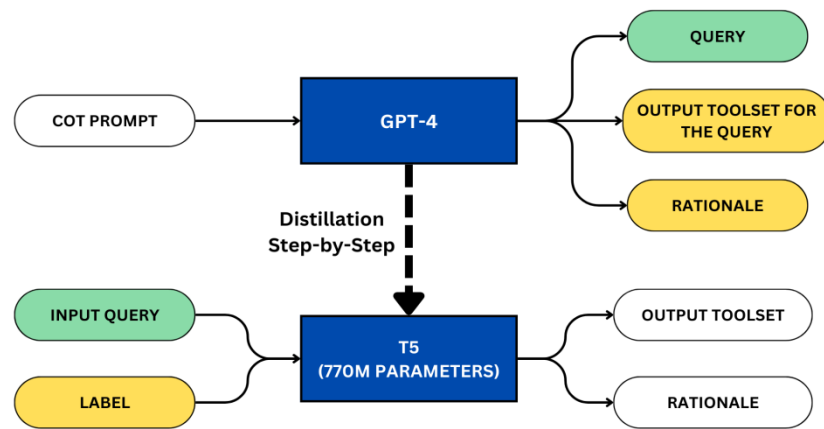 QUERY
COT PROMPT
GPT-4
OUTPUT TOOLSET FOR
THE QUERY
RATIONALE
Distillation
Step-by-Step
INPUT QUERY
LABEL
T5
(770M PARAMETERS)
OUTPUT TOOLSET
RATIONALE